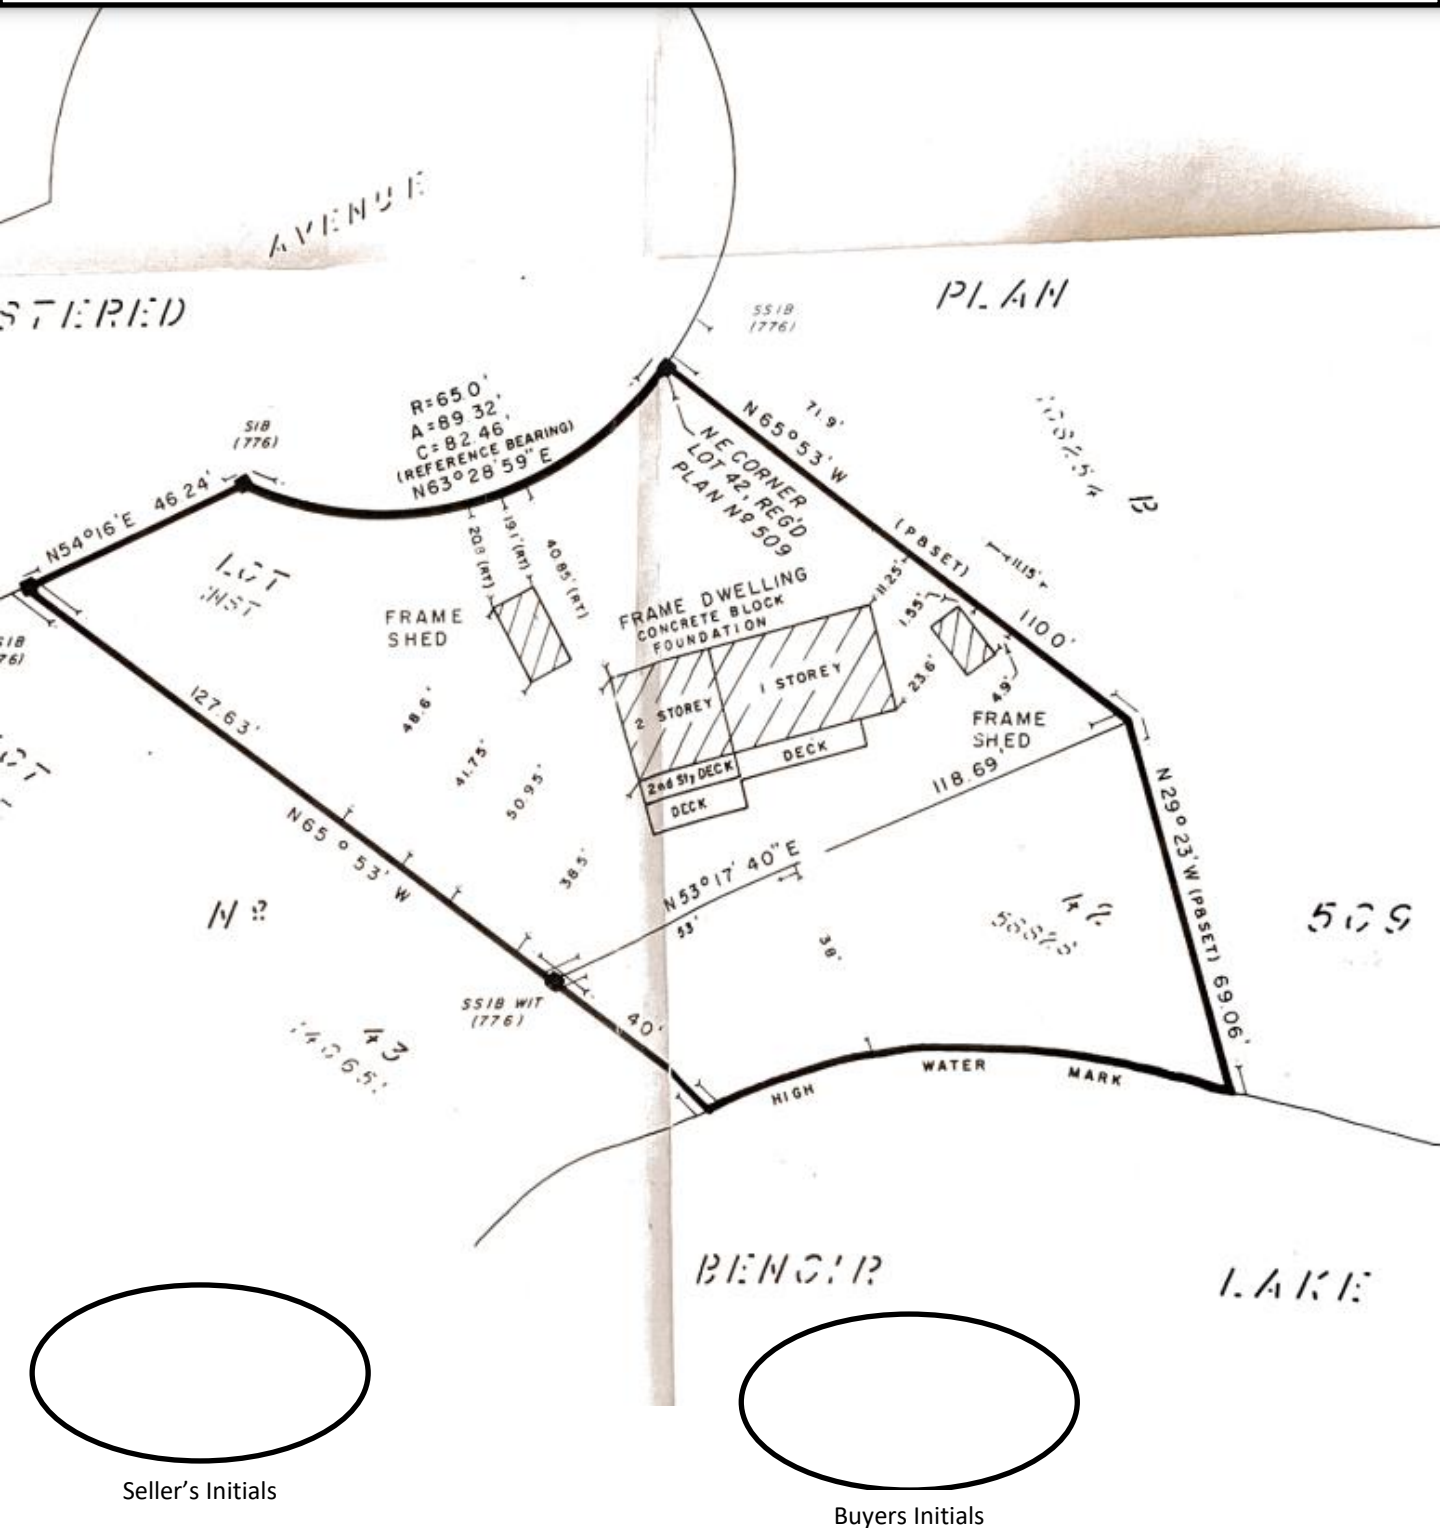 AVENUE
STERED
PLAN
SSIB
(776)
R=65.0'
A=89.32'
C=82.46'
(REFERENCE BEARING)
N63°28'59"E
SIB
(776)
N54°16'E 46.24'
N65°53'W
71.9'
(PBSET)
110.0'
NE CORNER
LOT 42, REG'D
PLAN Nº 509
B
11.15'
LOT
INST
20.8 (RT)
19.1' (RT)
40.85' (RT)
FRAME
SHED
FRAME DWELLING
CONCRETE BLOCK
FOUNDATION
11.25'
1.55'
23.6'
4.9'
2 STOREY
1 STOREY
FRAME
SHED
DECK
2nd Sty DECK
DECK
127.63'
N65°53'W
48.6'
41.75'
50.95'
38.5'
118.69'
N53°17'40"E
53'
38'
N29°23'W (PBSET) 69.06'
Nº
42
509
SSIB WIT
(776)
40'
43
HIGH WATER MARK
BENOIR LAKE
Seller’s Initials
Buyers Initials